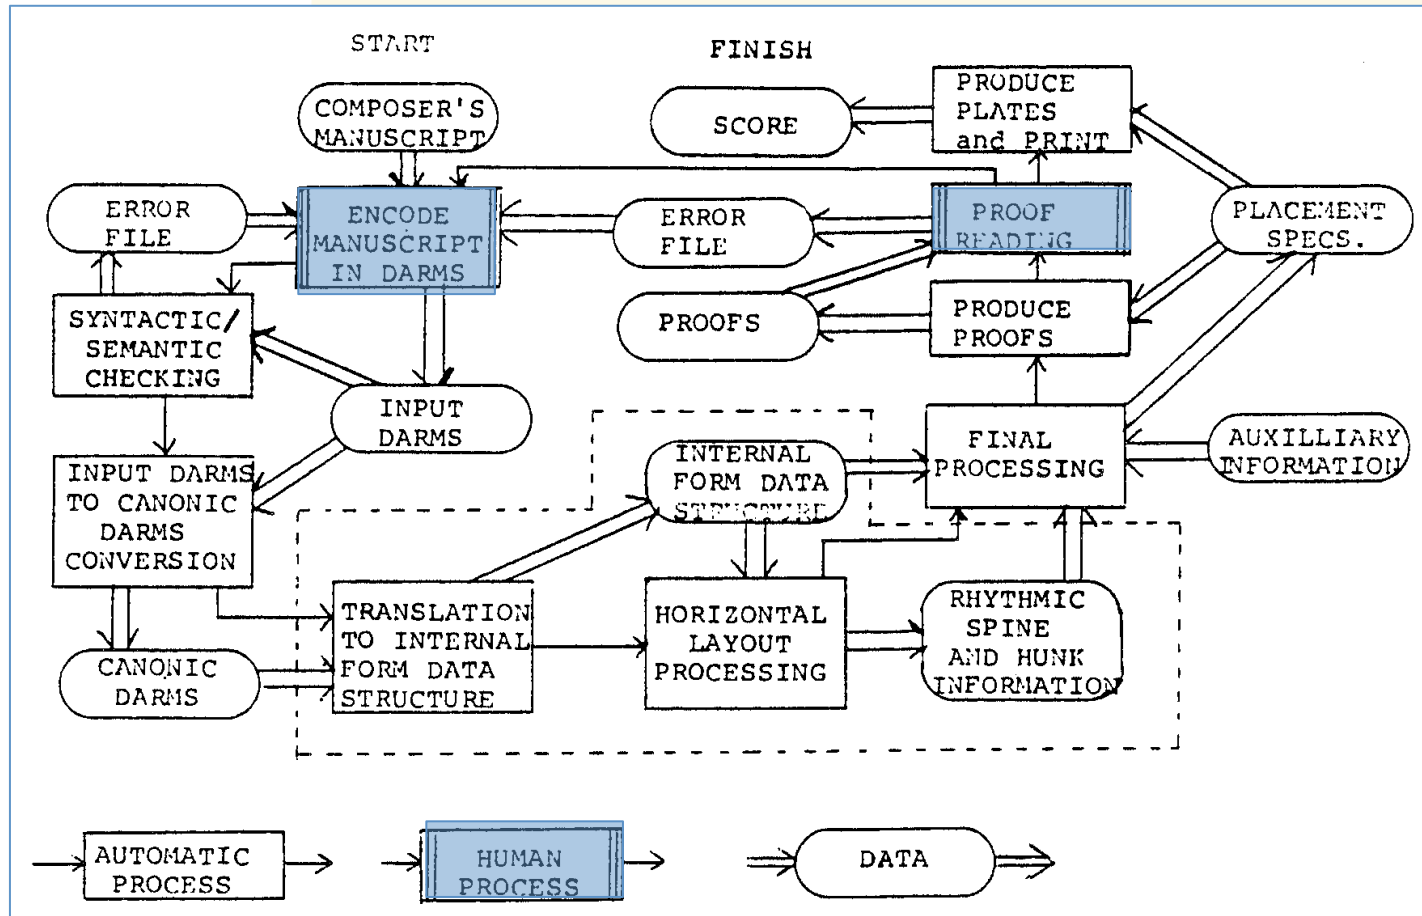 START
FINISH
COMPOSER'S
MANUSCRIPT
SCORE
PRODUCE
PLATES
and PRINT
ERROR
FILE
ENCODE
MANUSCRIPT
IN DARMS
ERROR
FILE
PROOF
READING
PLACEMENT
SPECS.
SYNTACTIC/
SEMANTIC
CHECKING
PROOFS
PRODUCE
PROOFS
INPUT
DARMS
INPUT DARMS
TO CANONIC
DARMS
CONVERSION
INTERNAL
FORM DATA
STRUCTURE
FINAL
PROCESSING
AUXILLIARY
INFORMATION
CANONIC
DARMS
TRANSLATION
TO INTERNAL
FORM DATA
STRUCTURE
HORIZONTAL
LAYOUT
PROCESSING
RHYTHMIC
SPINE
AND HUNK
INFORMATION
AUTOMATIC
PROCESS
HUMAN
PROCESS
DATA